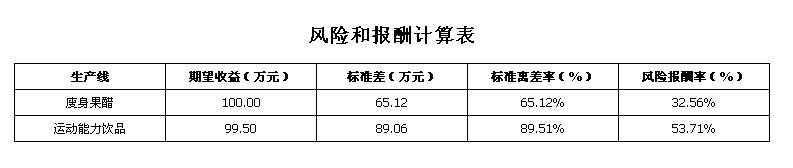 风险和报酬计算表
生产线 期望收益（万元） 标准差（万元） 标准离差率（%） 风险报酬率（%）
瘦身果醋 100.00 65.12 65.12% 32.56%
运动能力饮品 99.50 89.06 89.51% 53.71%